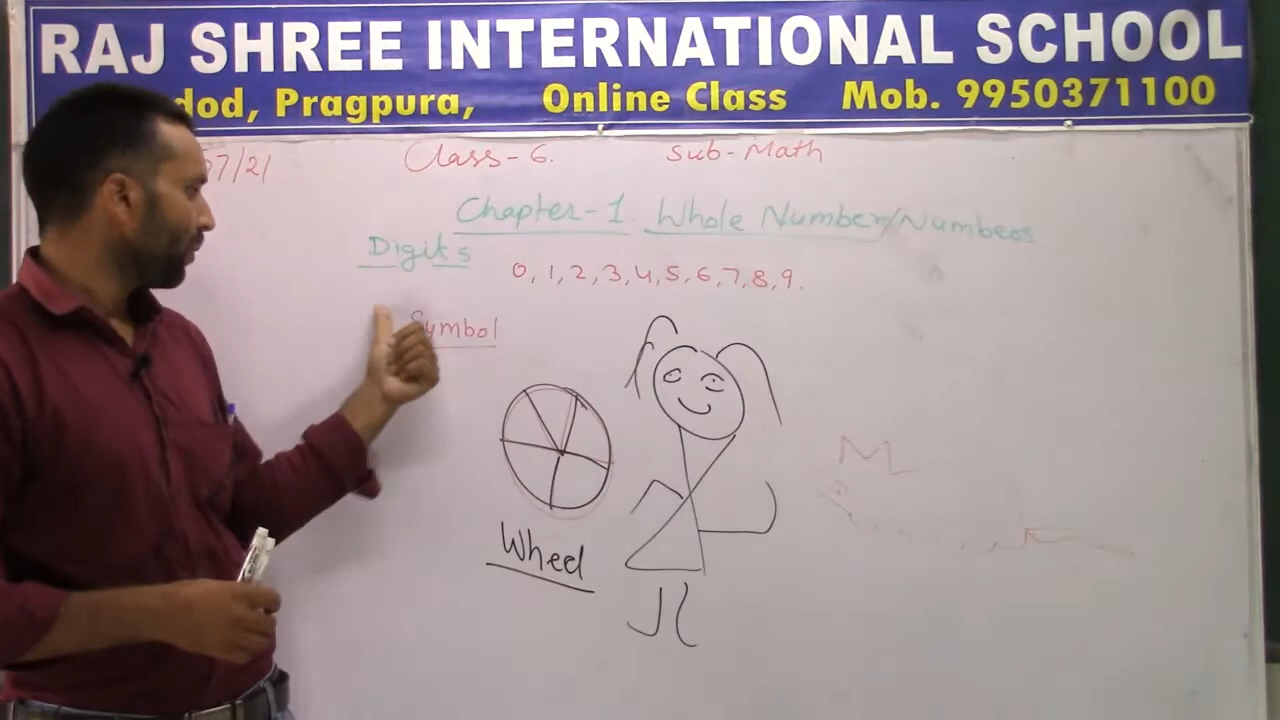 RAJ SHREE INTERNATIONAL SCHOOL
dod, Pragpura, Online Class Mob. 9950371100
7/21 Class-6. Sub-Math
Chapter-1. Whole Number/Numbers
Digits
0, 1, 2, 3, 4, 5, 6, 7, 8, 9.
Symbol
Wheel